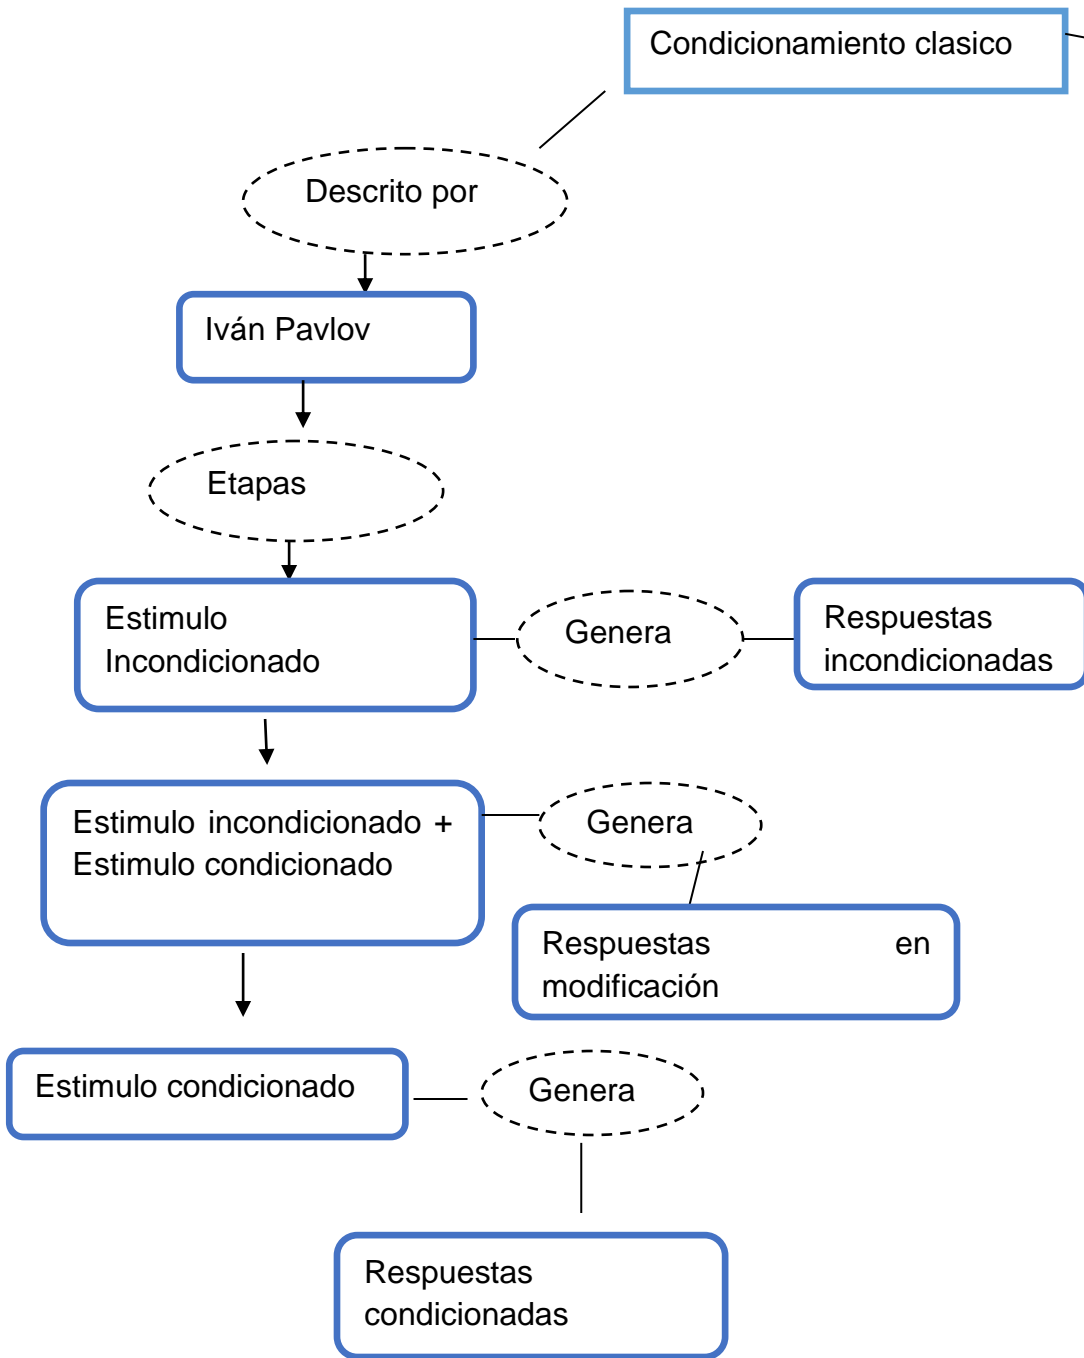 Condicionamiento clasico
Descrito por
Iván Pavlov
Etapas
Estimulo
Incondicionado
Genera
Respuestas
incondicionadas
Estimulo incondicionado +
Estimulo condicionado
Genera
Respuestas en
modificación
Estimulo condicionado
Genera
Respuestas
condicionadas